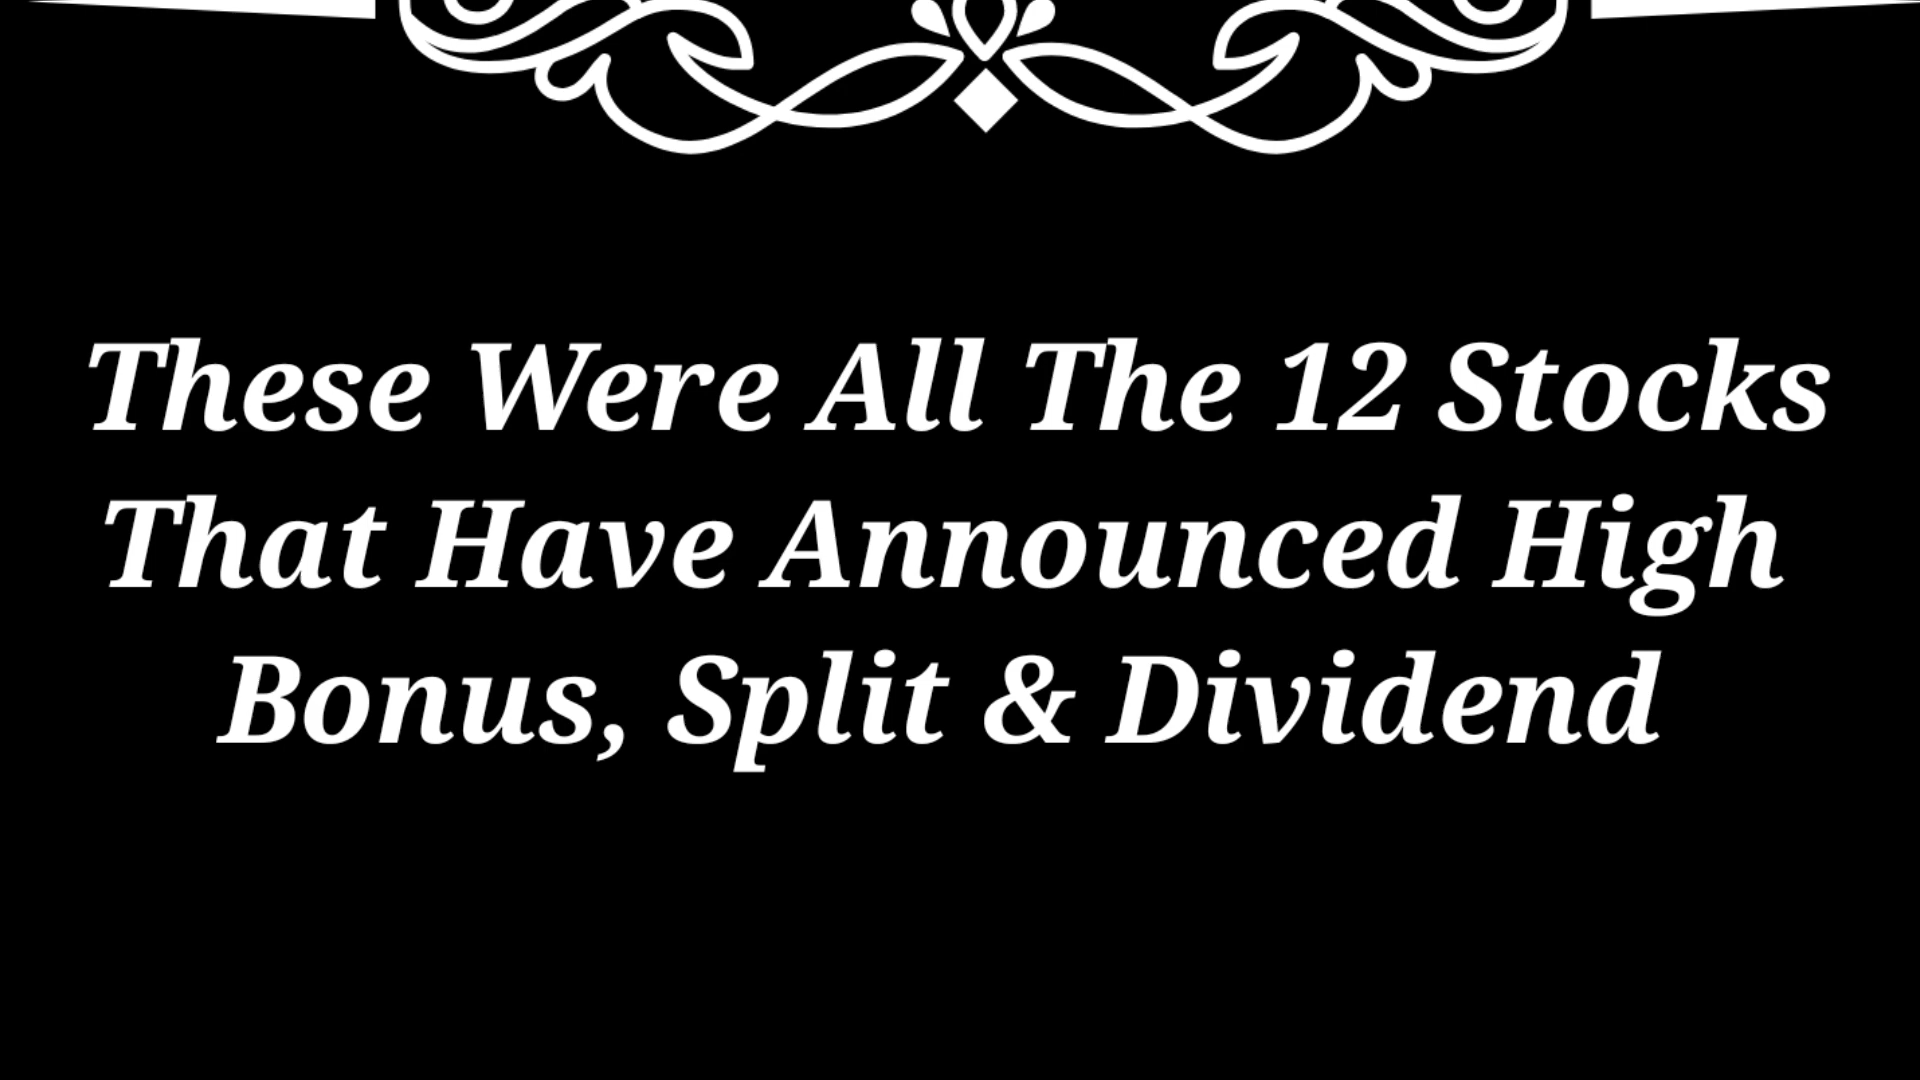 These Were All The 12 Stocks
That Have Announced High
Bonus, Split & Dividend